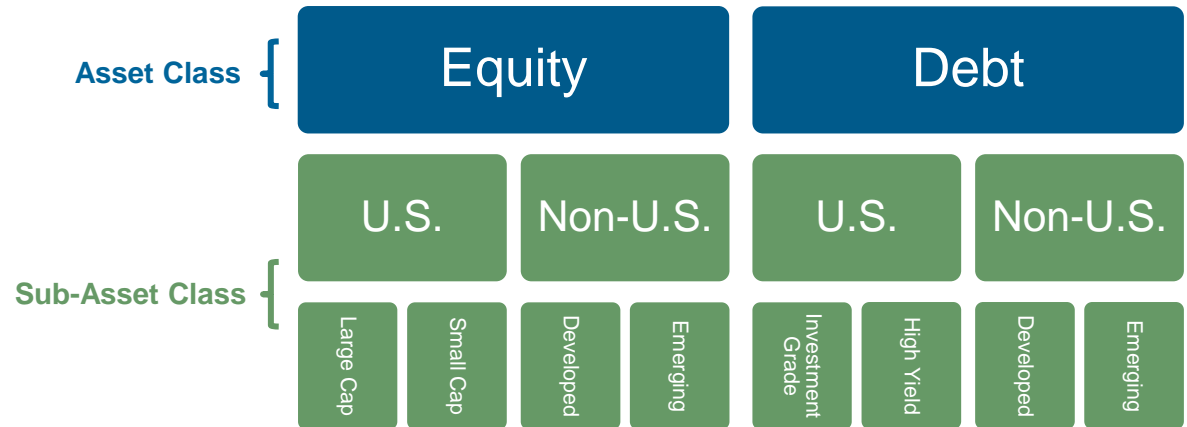 Asset Class
Equity
Debt
U.S.
Non-U.S.
U.S.
Non-U.S.
Sub-Asset Class
Large Cap
Small Cap
Developed
Emerging
Investment
Grade
High Yield
Developed
Emerging